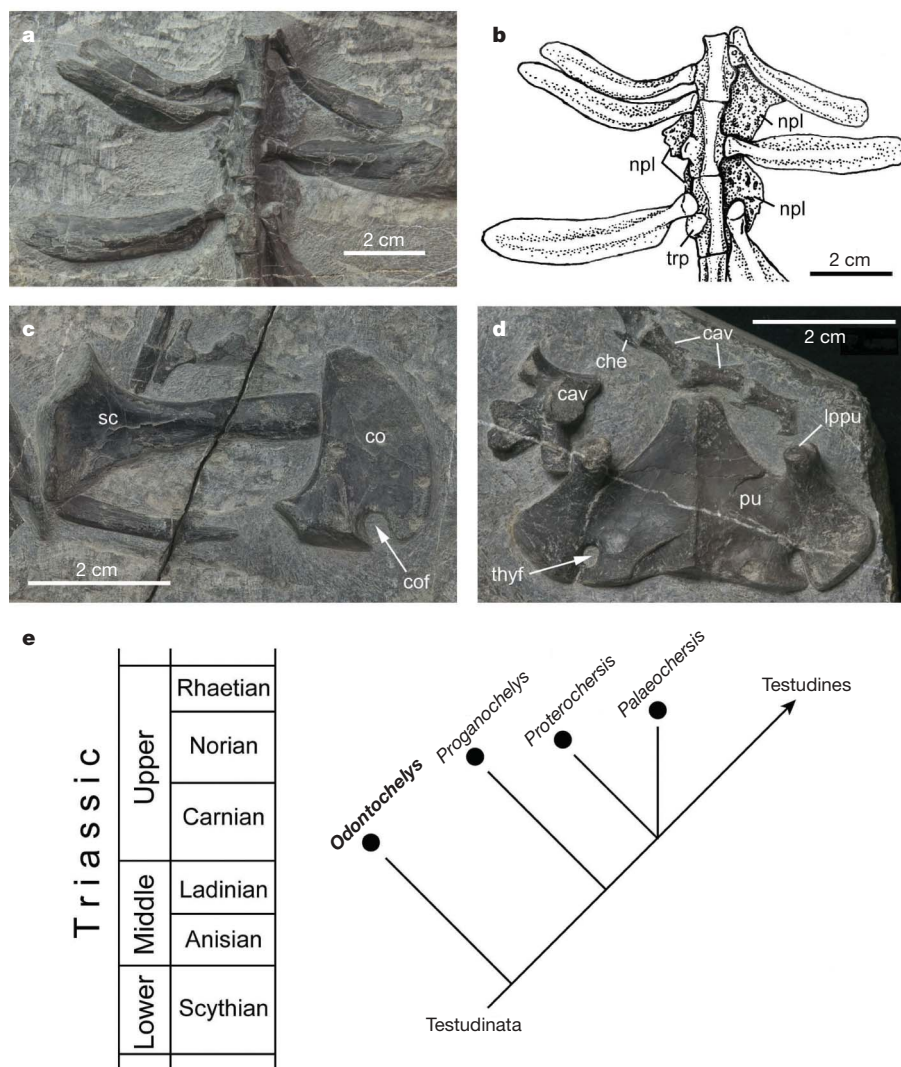 a
2 cm
b
npl
npl
npl
trp
2 cm
c
sc
co
cof
2 cm
d
2 cm
cav
che
cav
lppu
pu
thyf
e
Triassic
Upper
Middle
Lower
Rhaetian
Norian
Carnian
Ladinian
Anisian
Scythian
Odontochelys
Proganochelys
Proterochersis
Palaeochersis
Testudines
Testudinata